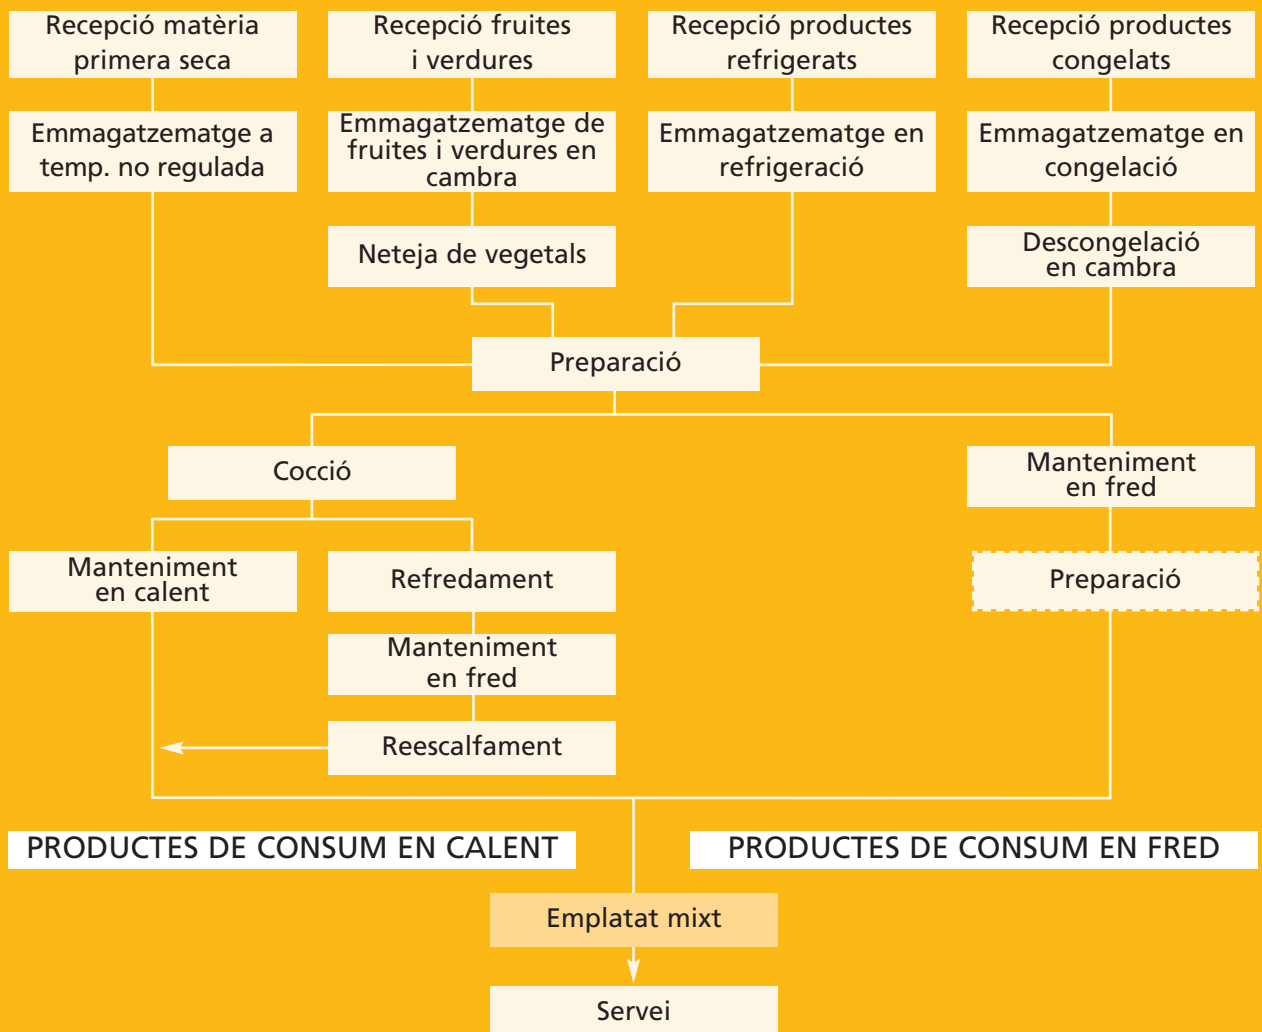 Recepció matèria
primera seca
Recepció fruites
i verdures
Recepció productes
refrigerats
Recepció productes
congelats
Emmagatzematge a
temp. no regulada
Emmagatzematge de
fruites i verdures en
cambra
Emmagatzematge en
refrigeració
Emmagatzematge en
congelació
Neteja de vegetals
Descongelació
en cambra
Preparació
Cocció
Manteniment
en fred
Manteniment
en calent
Refredament
Preparació
Manteniment
en fred
Reescalfament
PRODUCTES DE CONSUM EN CALENT
PRODUCTES DE CONSUM EN FRED
Emplatat mixt
Servei